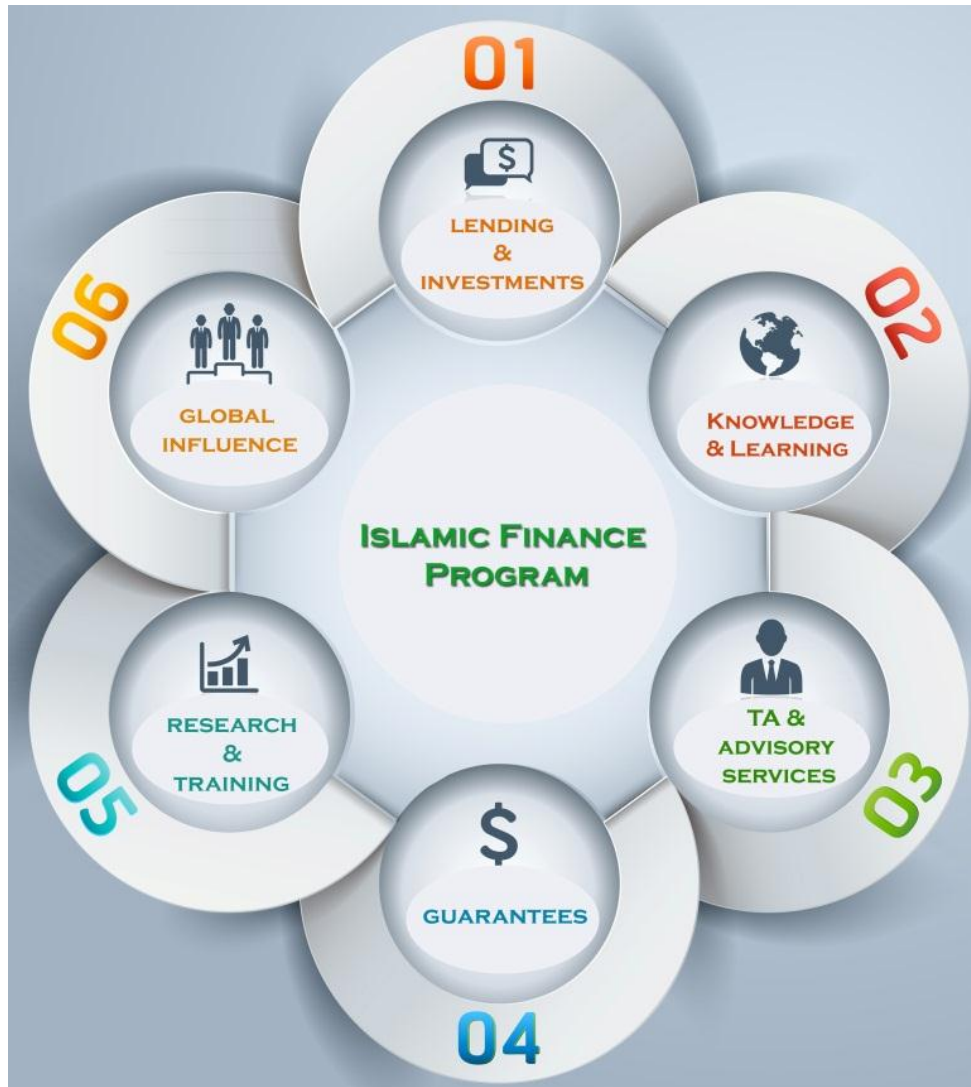 01
$
LENDING
&
INVESTMENTS
02
KNOWLEDGE
& LEARNING
03
TA &
ADVISORY
SERVICES
04
$
GUARANTEES
05
RESEARCH
&
TRAINING
06
GLOBAL
INFLUENCE
ISLAMIC FINANCE
PROGRAM